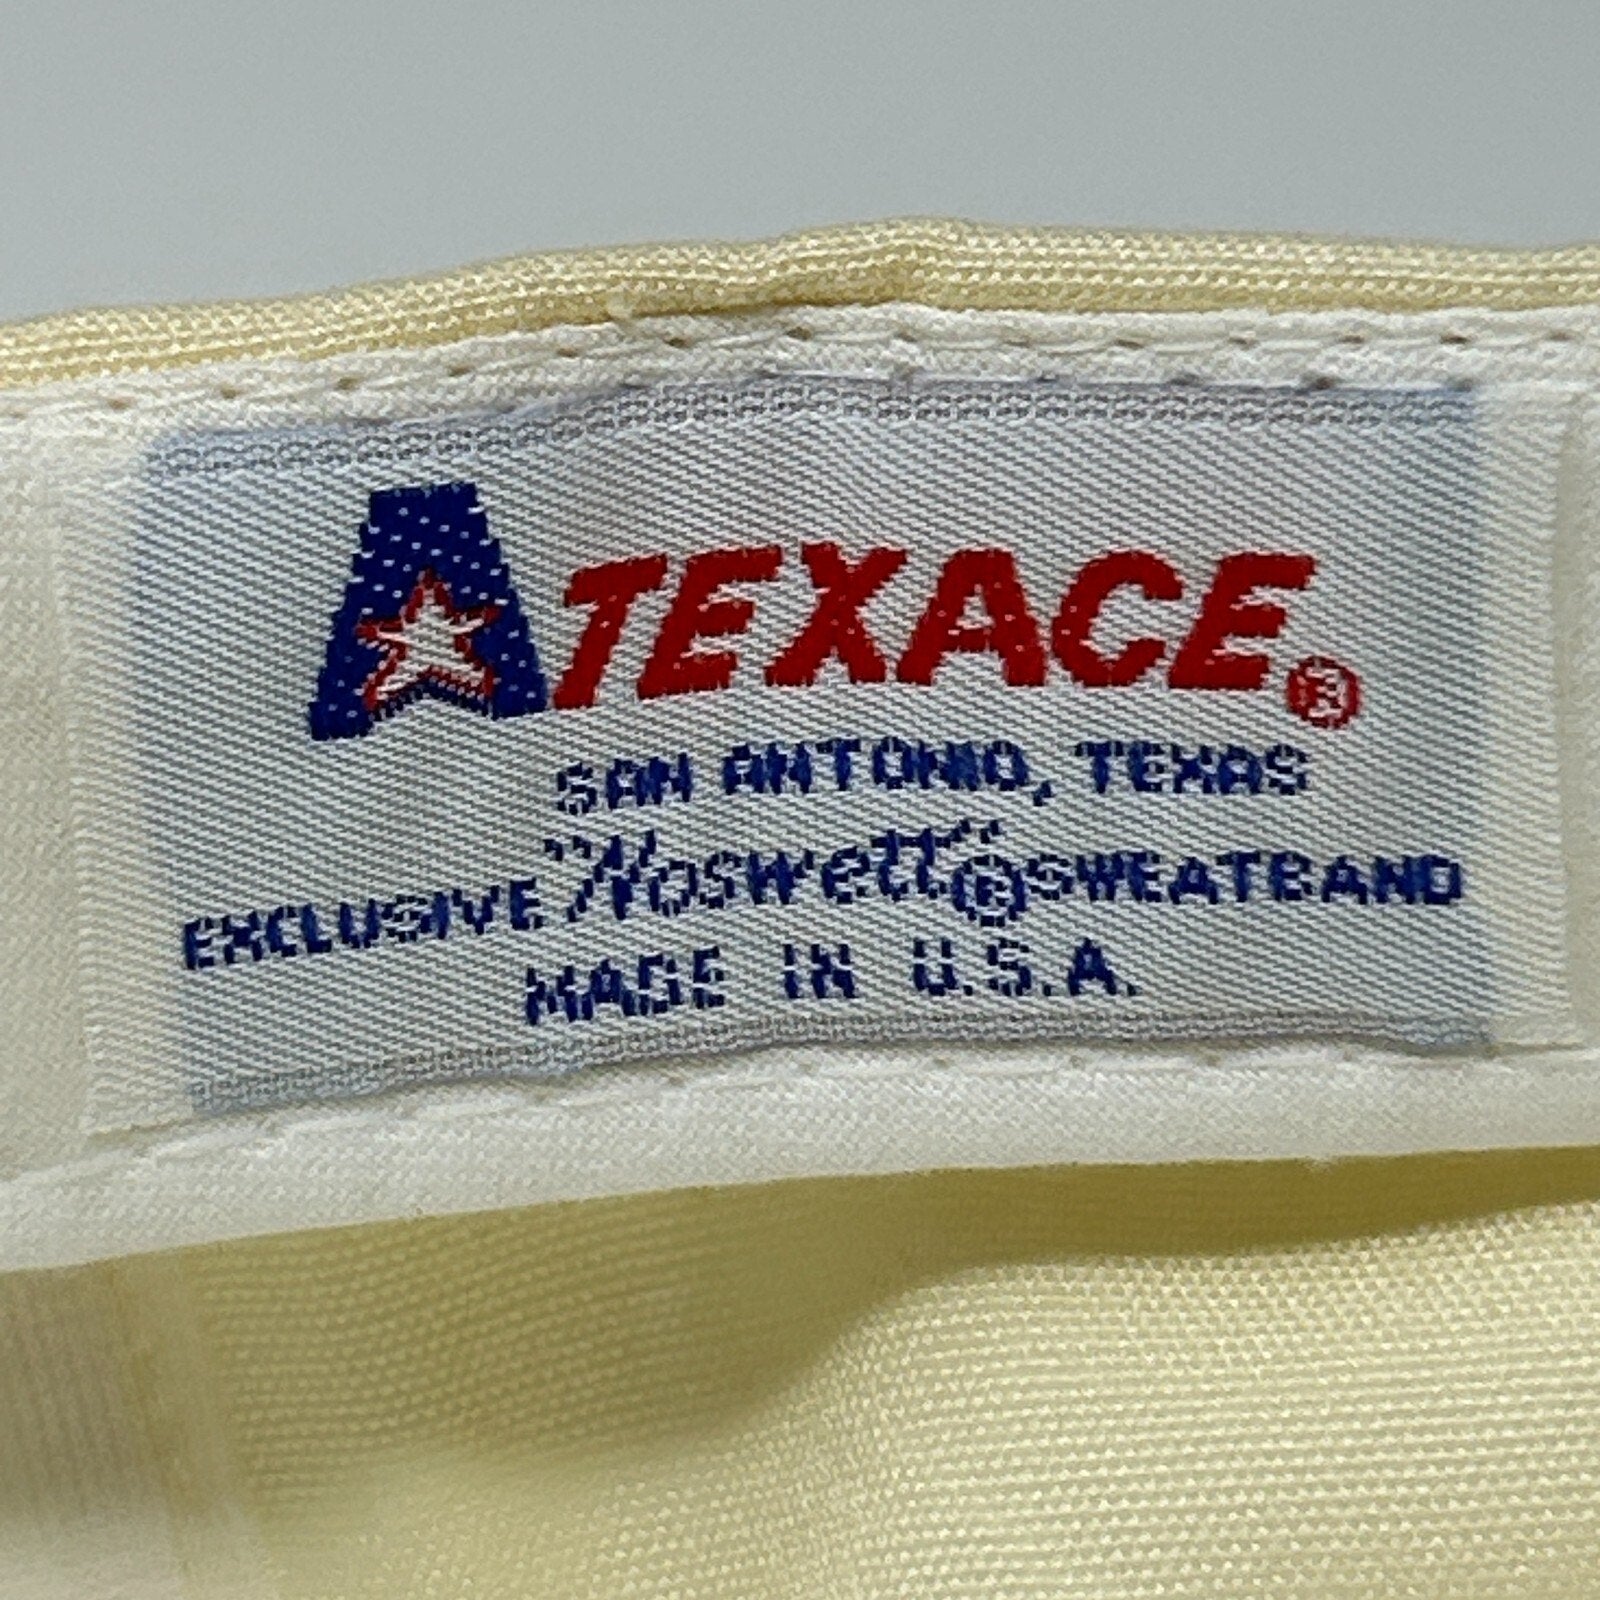 A TEXACE®
SAN ANTONIO, TEXAS
EXCLUSIVE "Noswett"® SWEATBAND
MADE IN U.S.A.